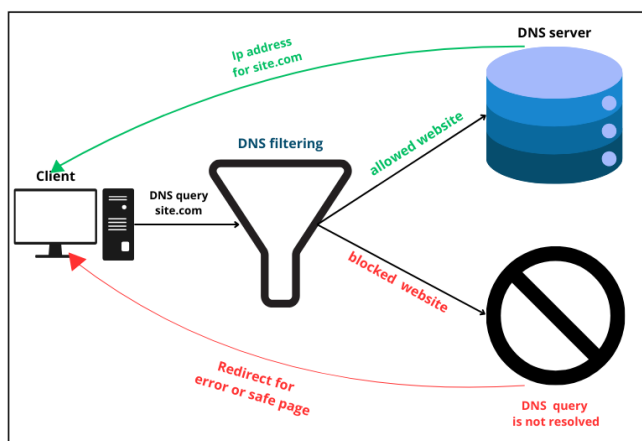 DNS server
Ip address
for site.com
DNS filtering
allowed website
Client
DNS query
site.com
blocked website
Redirect for
error or safe page
DNS query
is not resolved